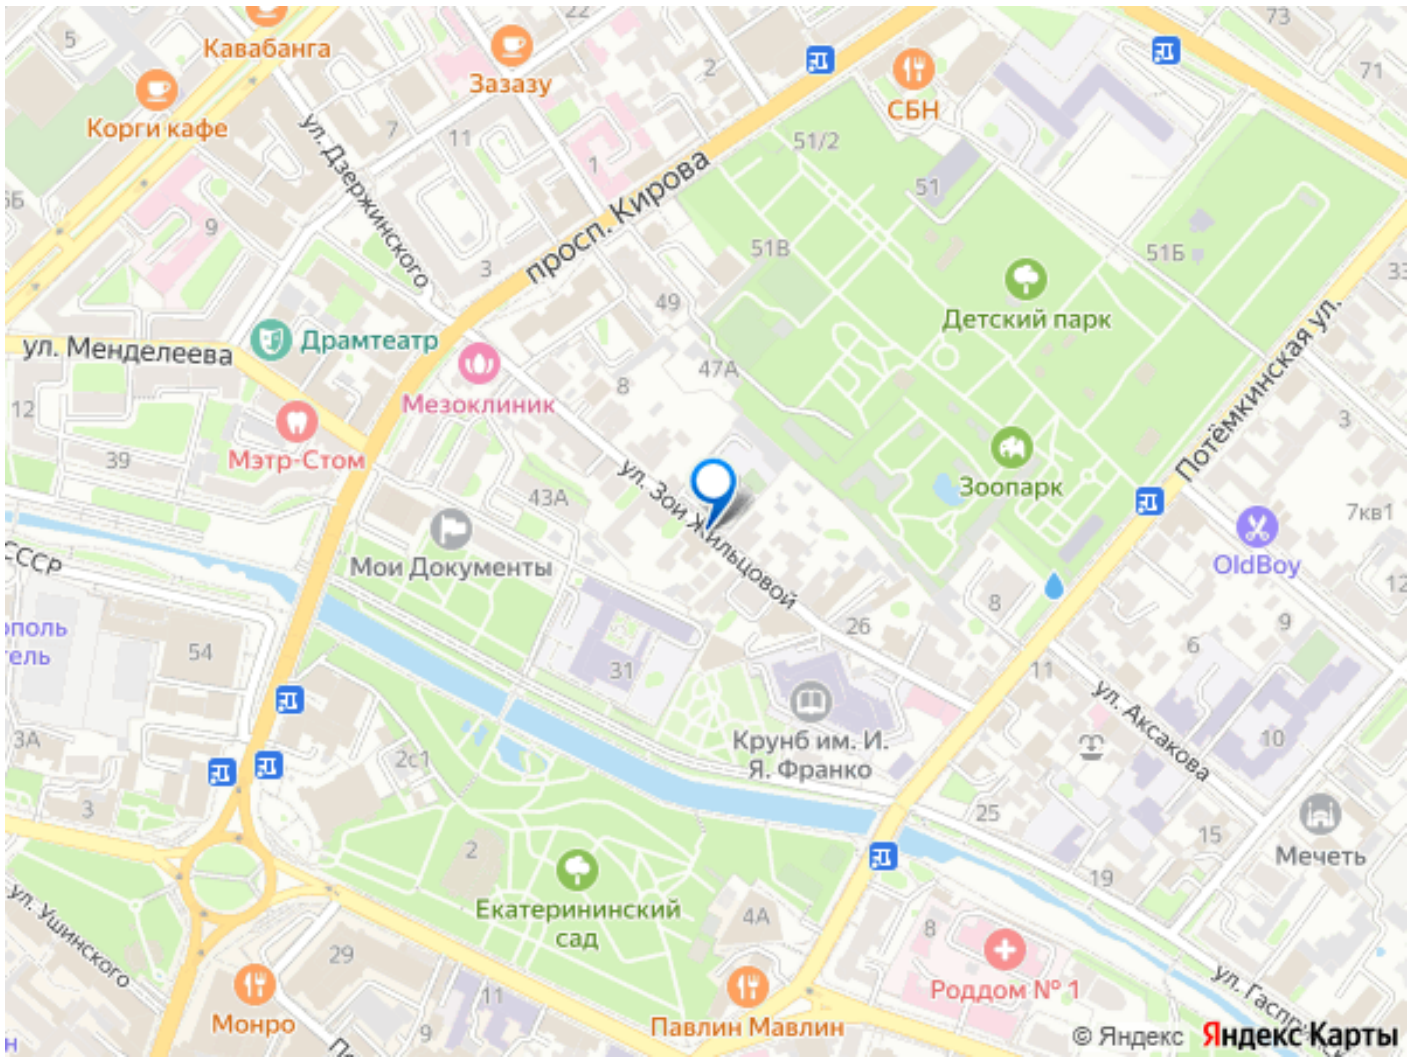 22
73
5
Кавабанга
Зазазу
2
71
СБН
Корги кафе
7
11
51/2
ул. Дзержинского
1
просп. Кирова
51
9
51В
51Б
3
49
33
Детский парк
Драмтеатр
ул. Менделеева
Мезоклиник
8
47А
Потёмкинская ул.
12
3
Мэтр-Стом
39
ул. Зои Жильцовой
43А
Зоопарк
7кв1
СССР
Мои Документы
OldBoy
12
8
ополь
26
9
54
31
6
11
ул. Аксакова
3А
2с1
Крунб им. И.
Я. Франко
10
3
25
15
Мечеть
2
19
ул. Ушинского
Екатерининский
сад
4А
8
29
11
Роддом № 1
ул. Гаспр
Монро
9
Павлин Мавлин
© Яндекс Яндекс Карты